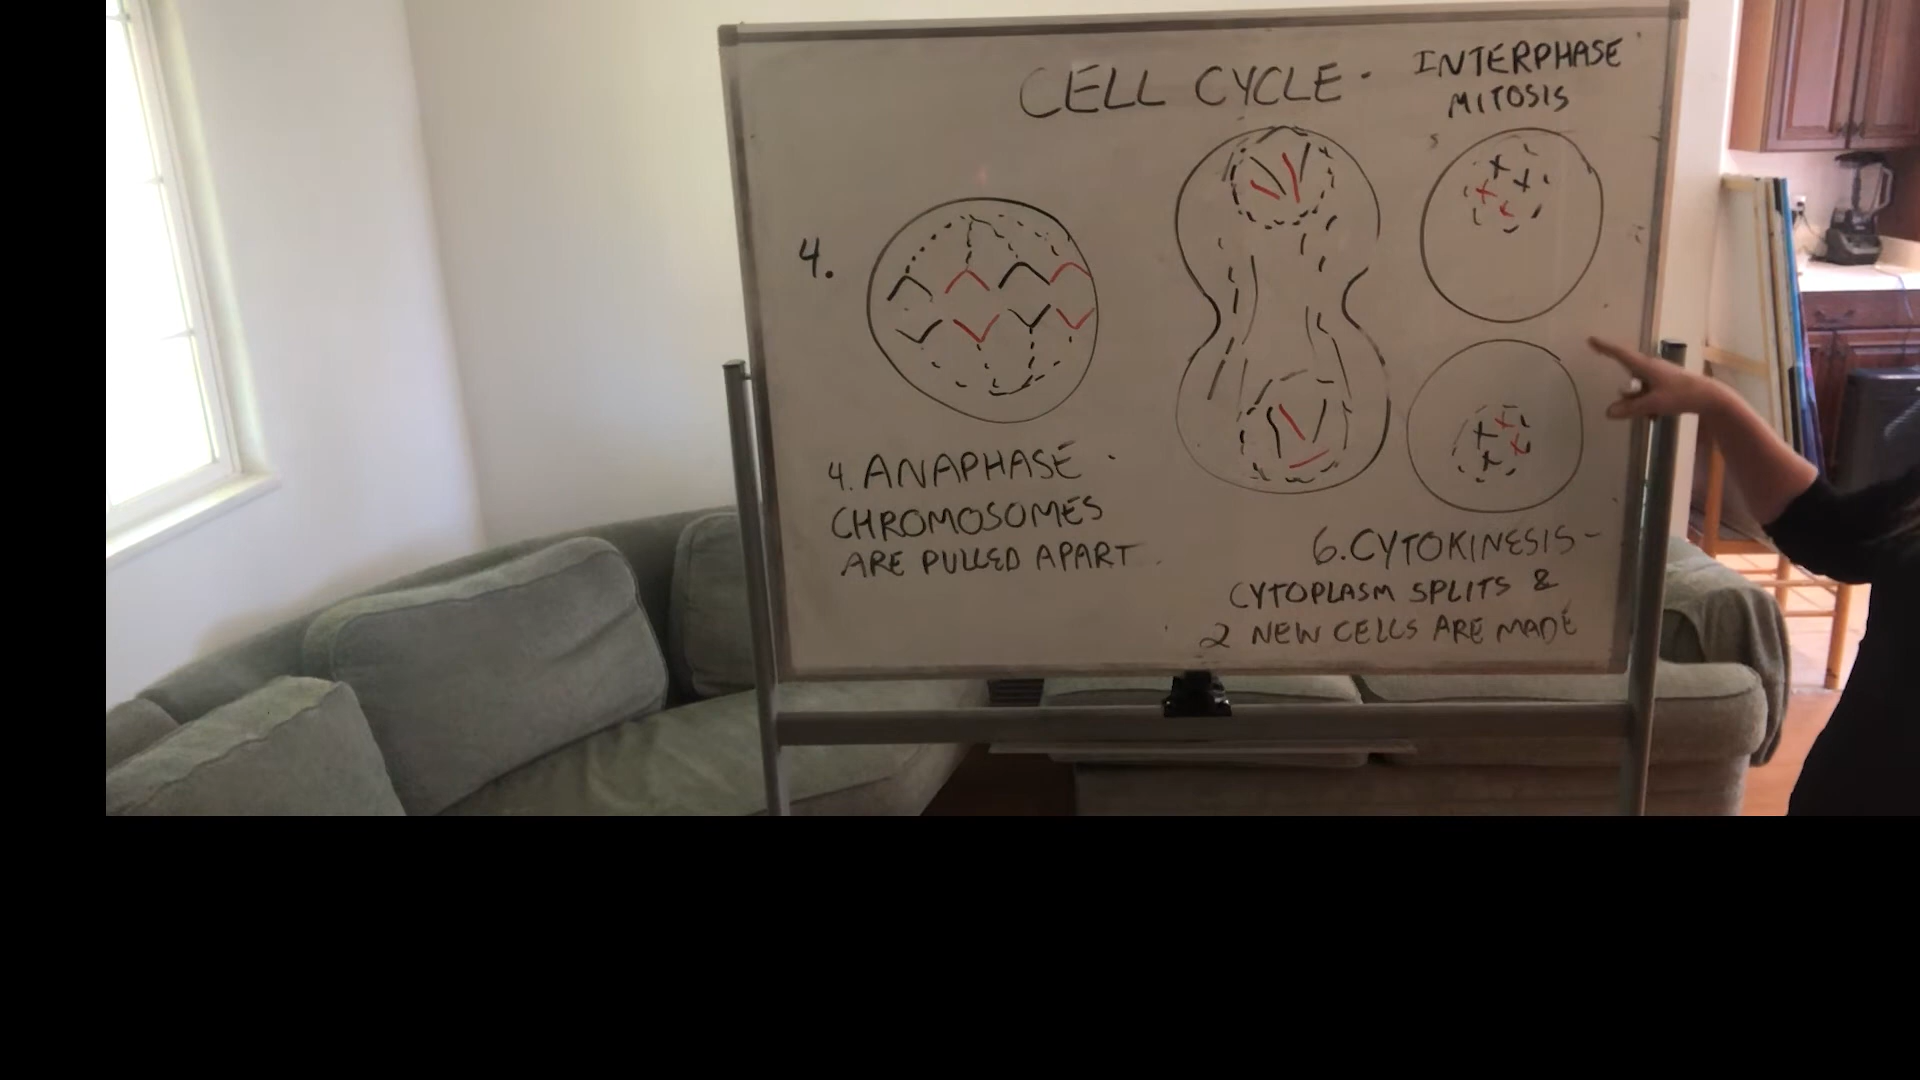 CELL CYCLE - INTERPHASE
MITOSIS
4.
4. ANAPHASE -
CHROMOSOMES
ARE PULLED APART
6. CYTOKINESIS -
CYTOPLASM SPLITS &
2 NEW CELLS ARE MADE